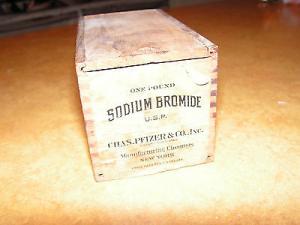 ONE POUND
SODIUM BROMIDE
U.S.P.
CHAS. PFIZER & CO., INC.
Manufacturing Chemists
NEW YORK